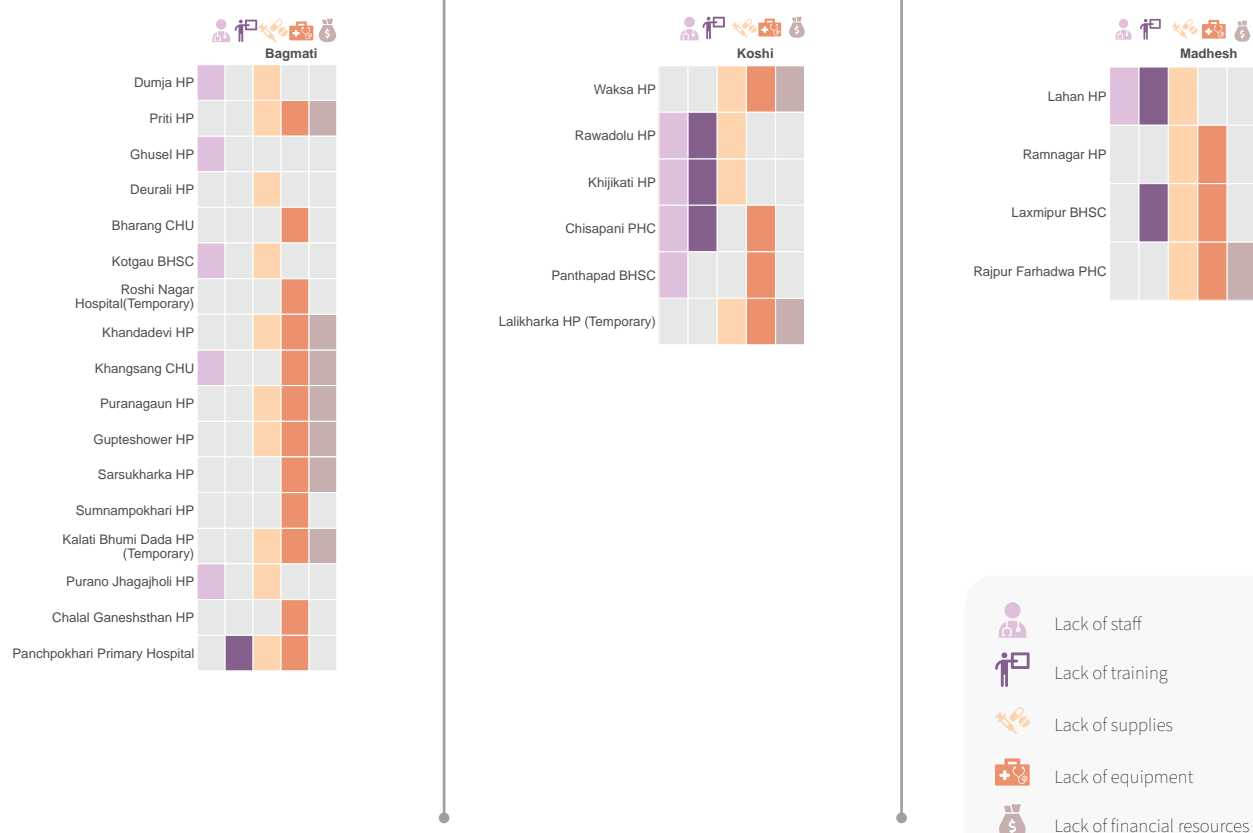 Bagmati
Dumja HP
Priti HP
Ghusel HP
Deurali HP
Bharang CHU
Kotgau BHSC
Roshi Nagar
Hospital(Temporary)
Khandadevi HP
Khangsang CHU
Puranagaun HP
Gupteshower HP
Sarsukharka HP
Sumnampokhari HP
Kalati Bhumi Dada HP
(Temporary)
Purano Jhagajholi HP
Chalal Ganeshsthan HP
Panchpokhari Primary Hospital
Koshi
Waksa HP
Rawadolu HP
Khijikati HP
Chisapani PHC
Panthapad BHSC
Lalikharka HP (Temporary)
Madhesh
Lahan HP
Ramnagar HP
Laxmipur BHSC
Rajpur Farhadwa PHC
Lack of staff
Lack of training
Lack of supplies
Lack of equipment
Lack of financial resources